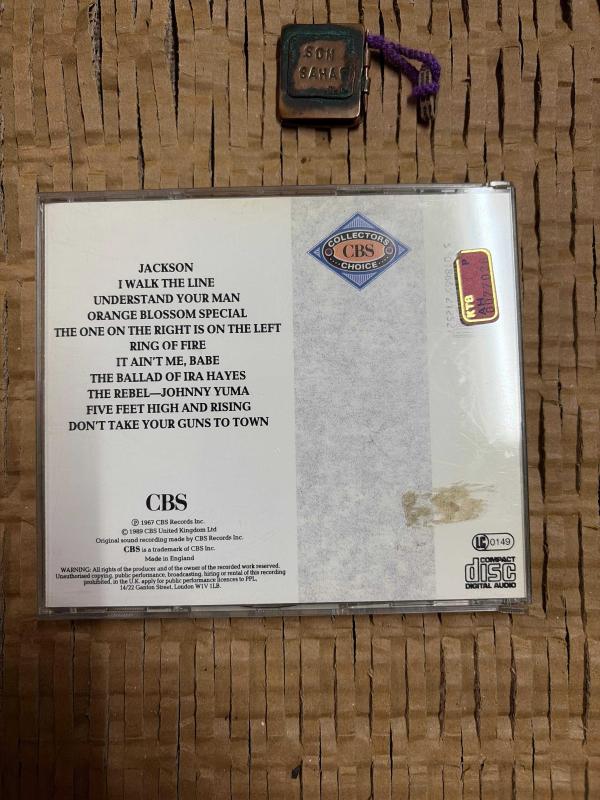 SON
SAHAF
COLLECTORS
CBS
CHOICE
JACKSON
I WALK THE LINE
UNDERSTAND YOUR MAN
ORANGE BLOSSOM SPECIAL
THE ONE ON THE RIGHT IS ON THE LEFT
RING OF FIRE
IT AIN'T ME, BABE
THE BALLAD OF IRA HAYES
THE REBEL—JOHNNY YUMA
FIVE FEET HIGH AND RISING
DON'T TAKE YOUR GUNS TO TOWN
KTB
AH
P
CBS
℗ 1967 CBS Records Inc.
© 1989 CBS United Kingdom Ltd
Original sound recording made by CBS Records Inc.
CBS is a trademark of CBS Inc.
Made in England
WARNING: All rights of the producer and of the owner of the recorded work reserved.
Unauthorised copying, public performance, broadcasting, hiring or rental of this recording
prohibited, in the U.K. apply for public performance licences to PPL,
14/22 Ganton Street, London W1V 1LB.
LC 0149
COMPACT
disc
DIGITAL AUDIO